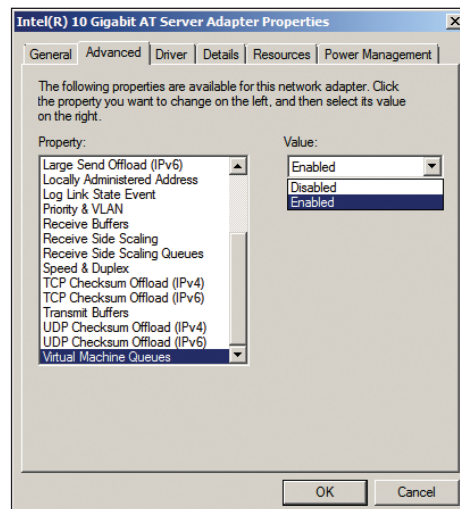 Intel(R) 10 Gigabit AT Server Adapter Properties
General Advanced Driver Details Resources Power Management
The following properties are available for this network adapter. Click
the property you want to change on the left, and then select its value
on the right.
Property:
Value:
Large Send Offload (IPv6)
Locally Administered Address
Log Link State Event
Priority & VLAN
Receive Buffers
Receive Side Scaling
Receive Side Scaling Queues
Speed & Duplex
TCP Checksum Offload (IPv4)
TCP Checksum Offload (IPv6)
Transmit Buffers
UDP Checksum Offload (IPv4)
UDP Checksum Offload (IPv6)
Virtual Machine Queues
Enabled
Disabled
Enabled
OK
Cancel